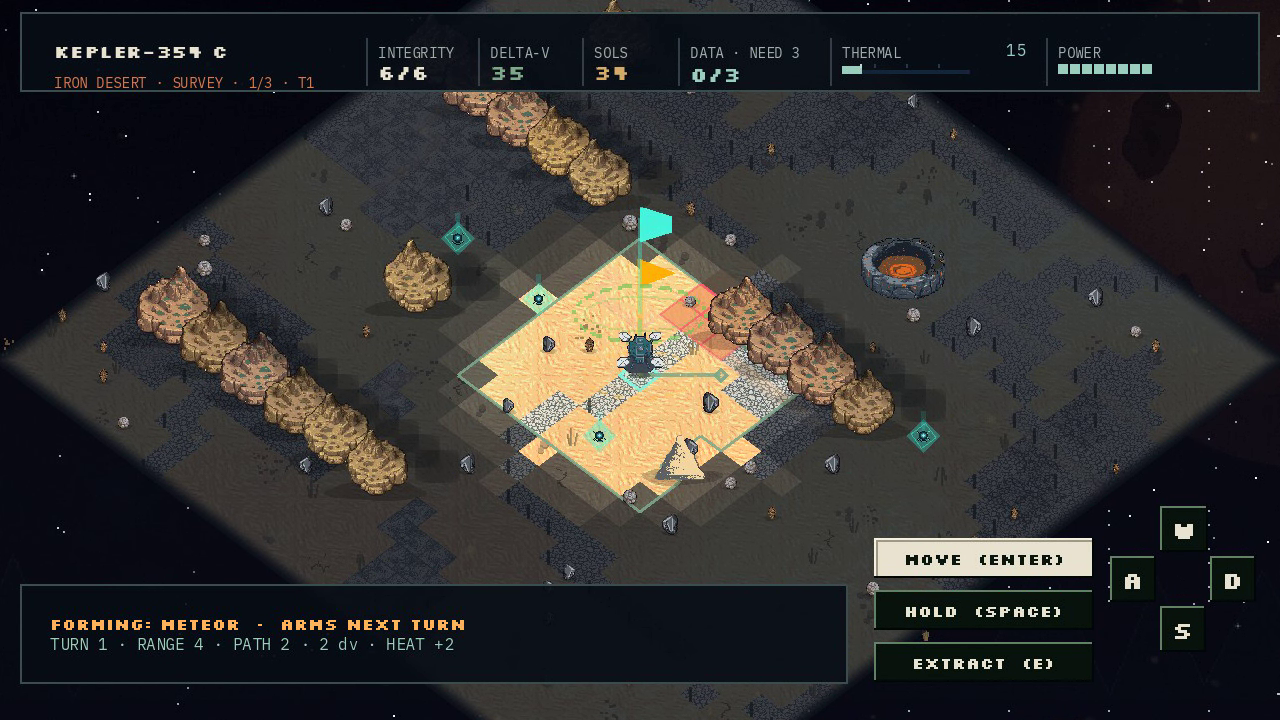 KEPLER-354 C
IRON DESERT · SURVEY · 1/3 · T1
INTEGRITY
6/6
DELTA-V
35
SOLS
34
DATA · NEED 3
0/3
THERMAL
15
POWER
FORMING: METEOR - ARMS NEXT TURN
TURN 1 · RANGE 4 · PATH 2 · 2 dv · HEAT +2
MOVE (ENTER)
HOLD (SPACE)
EXTRACT (E)
W
A
D
S